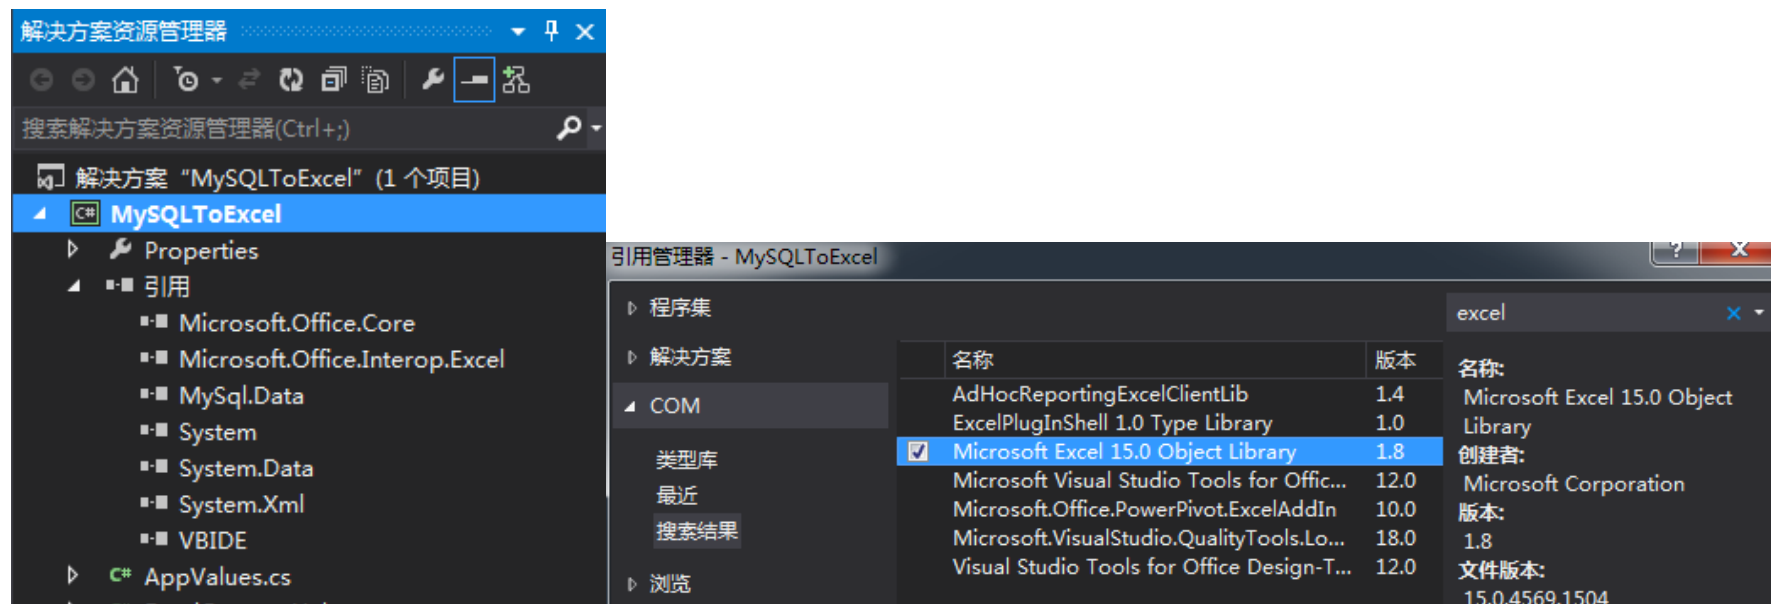 解决方案资源管理器
搜索解决方案资源管理器(Ctrl+;)
解决方案 “MySQLToExcel” (1 个项目)
C# MySQLToExcel
Properties
引用
Microsoft.Office.Core
Microsoft.Office.Interop.Excel
MySql.Data
System
System.Data
System.Xml
VBIDE
C# AppValues.cs
引用管理器 - MySQLToExcel
程序集
解决方案
COM
类型库
最近
搜索结果
浏览
名称 版本
AdHocReportingExcelClientLib 1.4
ExcelPlugInShell 1.0 Type Library 1.0
Microsoft Excel 15.0 Object Library 1.8
Microsoft Visual Studio Tools for Offic... 12.0
Microsoft.Office.PowerPivot.ExcelAddIn 10.0
Microsoft.VisualStudio.QualityTools.Lo... 18.0
Visual Studio Tools for Office Design-T... 12.0
excel
名称:
Microsoft Excel 15.0 Object
Library
创建者:
Microsoft Corporation
版本:
1.8
文件版本:
15.0.4569.1504